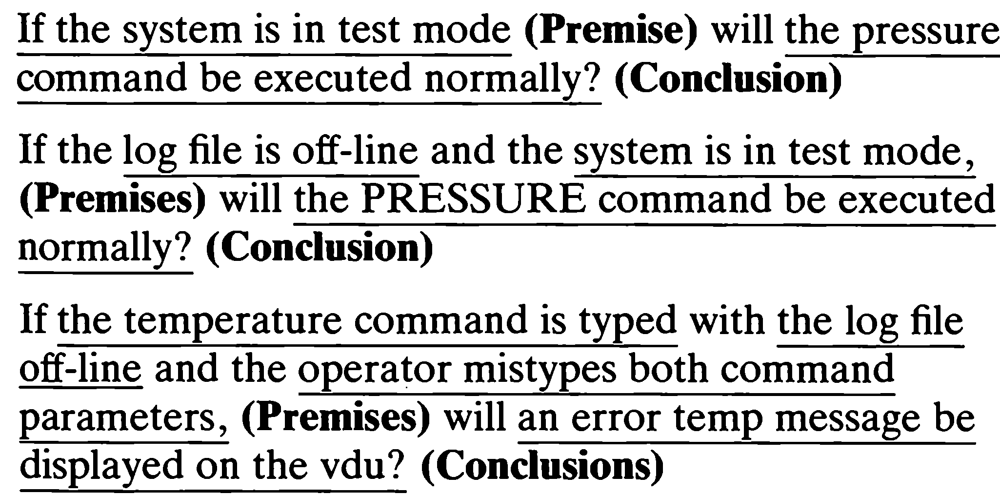 If the system is in test mode (Premise) will the pressure
command be executed normally? (Conclusion)
If the log file is off-line and the system is in test mode,
(Premises) will the PRESSURE command be executed
normally? (Conclusion)
If the temperature command is typed with the log file
off-line and the operator mistypes both command
parameters, (Premises) will an error temp message be
displayed on the vdu? (Conclusions)